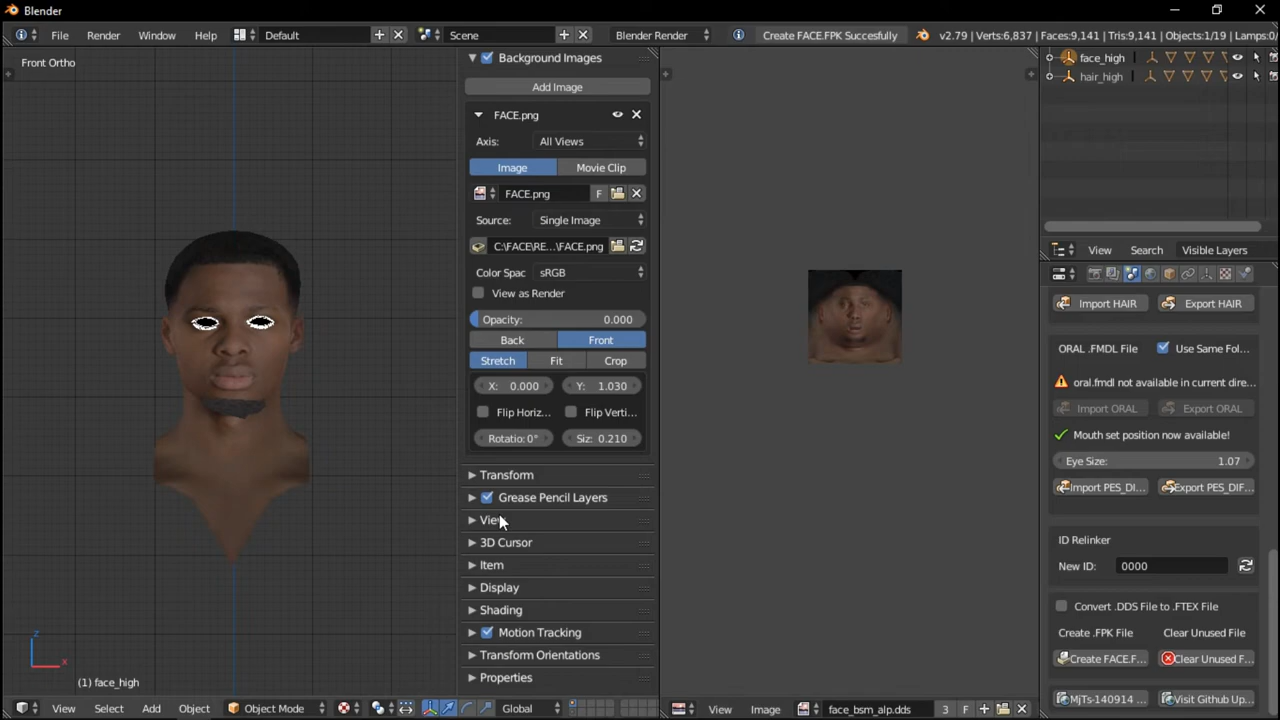 Blender
File Render Window Help Default Scene Blender Render Create FACE.FPK Succesfully v2.79 | Verts:6,837 | Faces:9,141 | Tris:9,141 | Objects:1/19 | Lamps:0/
Front Ortho
Background Images
Add Image
FACE.png
Axis: All Views
Image Movie Clip
FACE.png F
Source: Single Image
C:\FACE\RE...\FACE.png
Color Spac sRGB
View as Render
Opacity: 0.000
Back Front
Stretch Fit Crop
X: 0.000 Y: 1.030
Flip Horiz... Flip Verti...
Rotatio: 0° Siz: 0.210
Transform
Grease Pencil Layers
View
3D Cursor
Item
Display
Shading
Motion Tracking
Transform Orientations
Properties
face_high
hair_high
View Search Visible Layers
Import HAIR Export HAIR
ORAL .FMDL File Use Same Fol...
oral.fmdl not available in current dire...
Import ORAL Export ORAL
Mouth set position now available!
Eye Size: 1.07
Import PES_DI... Export PES_DIF...
ID Relinker
New ID: 0000
Convert .DDS File to .FTEX File
Create .FPK File Clear Unused File
Create FACE.F... Clear Unused F...
MjTs-140914 ... Visit Github Up...
z
x
(1) face_high
View Select Add Object Object Mode Global
View Image face_bsm_alp.dds 3 F